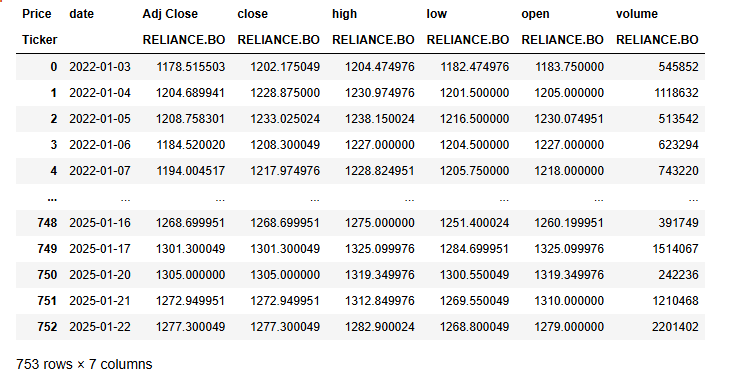 Price date Adj Close close high low open volume
Ticker RELIANCE.BO RELIANCE.BO RELIANCE.BO RELIANCE.BO RELIANCE.BO RELIANCE.BO
0 2022-01-03 1178.515503 1202.175049 1204.474976 1182.474976 1183.750000 545852
1 2022-01-04 1204.689941 1228.875000 1230.974976 1201.500000 1205.000000 1118632
2 2022-01-05 1208.758301 1233.025024 1238.150024 1216.500000 1230.074951 513542
3 2022-01-06 1184.520020 1208.300049 1227.000000 1204.500000 1227.000000 623294
4 2022-01-07 1194.004517 1217.974976 1228.824951 1205.750000 1218.000000 743220
... ... ... ... ... ... ... ...
748 2025-01-16 1268.699951 1268.699951 1275.000000 1251.400024 1260.199951 391749
749 2025-01-17 1301.300049 1301.300049 1325.099976 1284.699951 1325.099976 1514067
750 2025-01-20 1305.000000 1305.000000 1319.349976 1300.550049 1319.349976 242236
751 2025-01-21 1272.949951 1272.949951 1312.849976 1269.550049 1310.000000 1210468
752 2025-01-22 1277.300049 1277.300049 1282.900024 1268.800049 1279.000000 2201402
753 rows × 7 columns